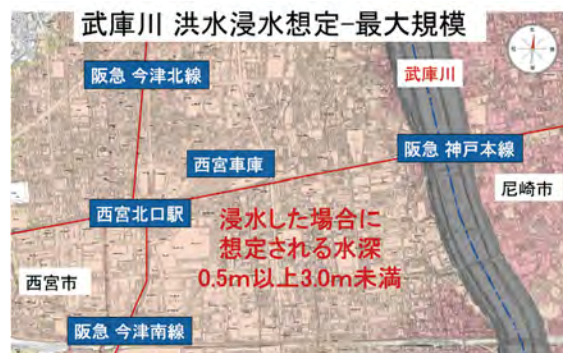 武庫川 洪水浸水想定-最大規模
阪急 今津北線
武庫川
阪急 神戸本線
西宮車庫
尼崎市
西宮北口駅
浸水した場合に
想定される水深
0.5m以上3.0m未満
西宮市
阪急 今津南線